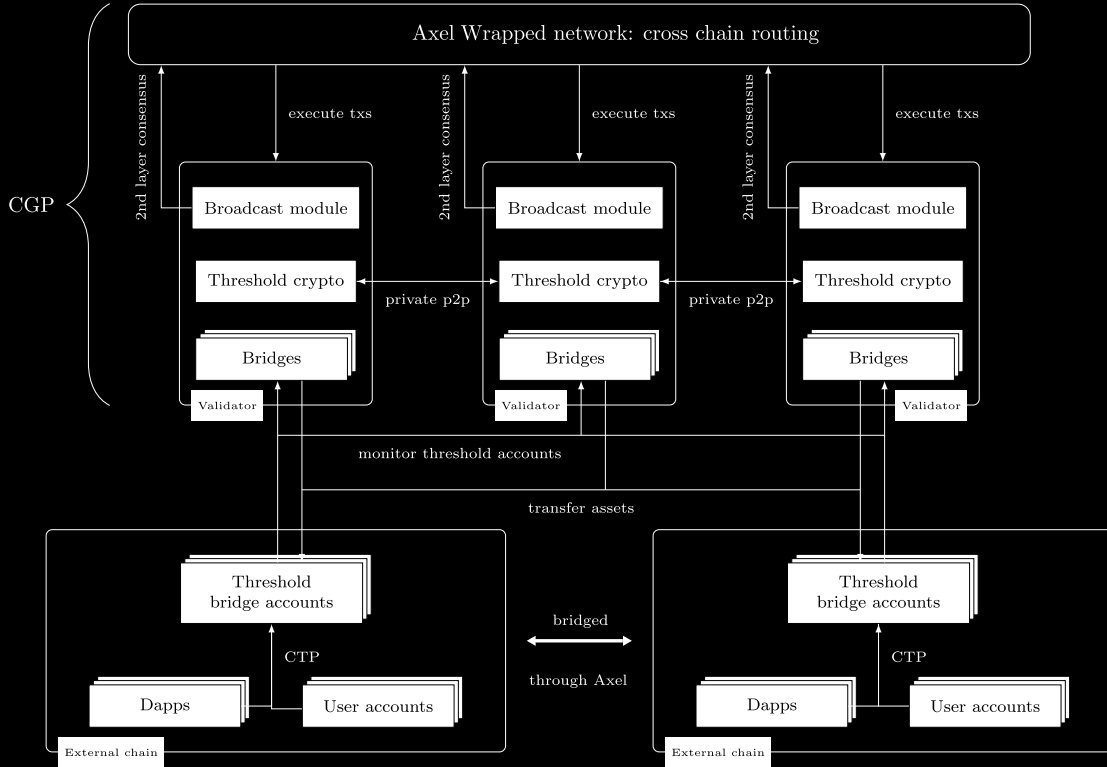 Axel Wrapped network: cross chain routing
2nd layer consensus
execute txs
2nd layer consensus
execute txs
2nd layer consensus
execute txs
CGP
Broadcast module
Broadcast module
Broadcast module
Threshold crypto
Threshold crypto
Threshold crypto
private p2p
private p2p
Bridges
Bridges
Bridges
Validator
Validator
Validator
monitor threshold accounts
transfer assets
Threshold
bridge accounts
Threshold
bridge accounts
bridged
through Axel
CTP
CTP
Dapps
User accounts
Dapps
User accounts
External chain
External chain